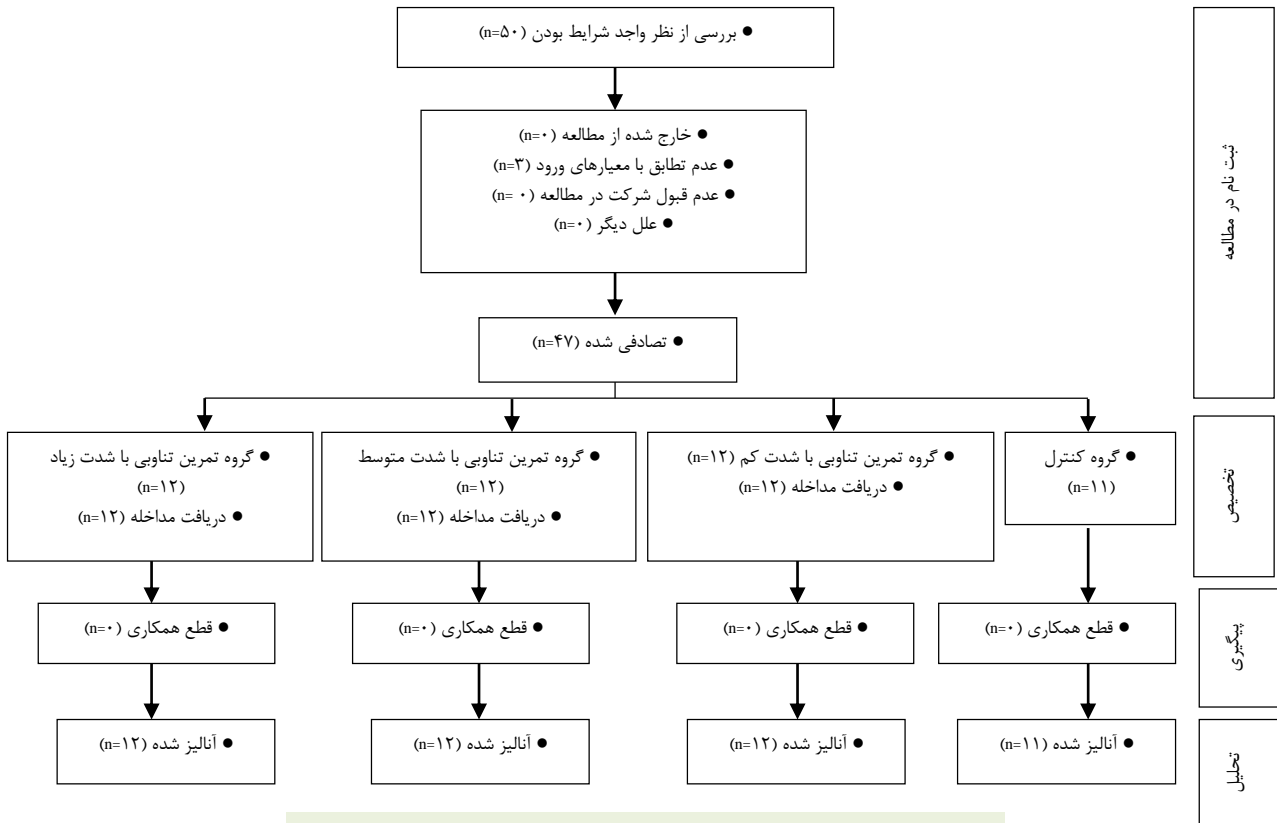 ● بررسی از نظر واجد شرایط بودن (n=۵۰)
● خارج شده از مطالعه (n=۰)
● عدم تطابق با معیارهای ورود (n=۳)
● عدم قبول شرکت در مطالعه (n= ۰)
● علل دیگر (n=۰)
● تصادفی شده (n=۴۷)
ثبت نام در مطالعه
● گروه کنترل
(n=۱۱)
● گروه تمرین تناوبی با شدت کم (n=۱۲)
● دریافت مداخله (n=۱۲)
● گروه تمرین تناوبی با شدت متوسط
(n=۱۲)
● دریافت مداخله (n=۱۲)
● گروه تمرین تناوبی با شدت زیاد
(n=۱۲)
● دریافت مداخله (n=۱۲)
تخصیص
● قطع همکاری (n=۰)
● قطع همکاری (n=۰)
● قطع همکاری (n=۰)
● قطع همکاری (n=۰)
پیگیری
● آنالیز شده (n=۱۱)
● آنالیز شده (n=۱۲)
● آنالیز شده (n=۱۲)
● آنالیز شده (n=۱۲)
تحلیل